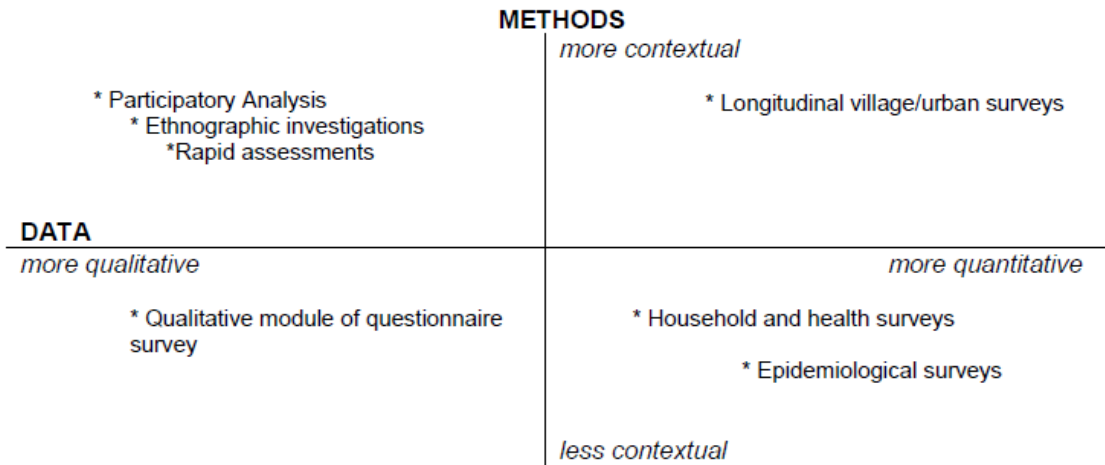 METHODS
more contextual
* Participatory Analysis
* Longitudinal village/urban surveys
* Ethnographic investigations
*Rapid assessments
DATA
more qualitative
more quantitative
* Qualitative module of questionnaire
survey
* Household and health surveys
* Epidemiological surveys
less contextual